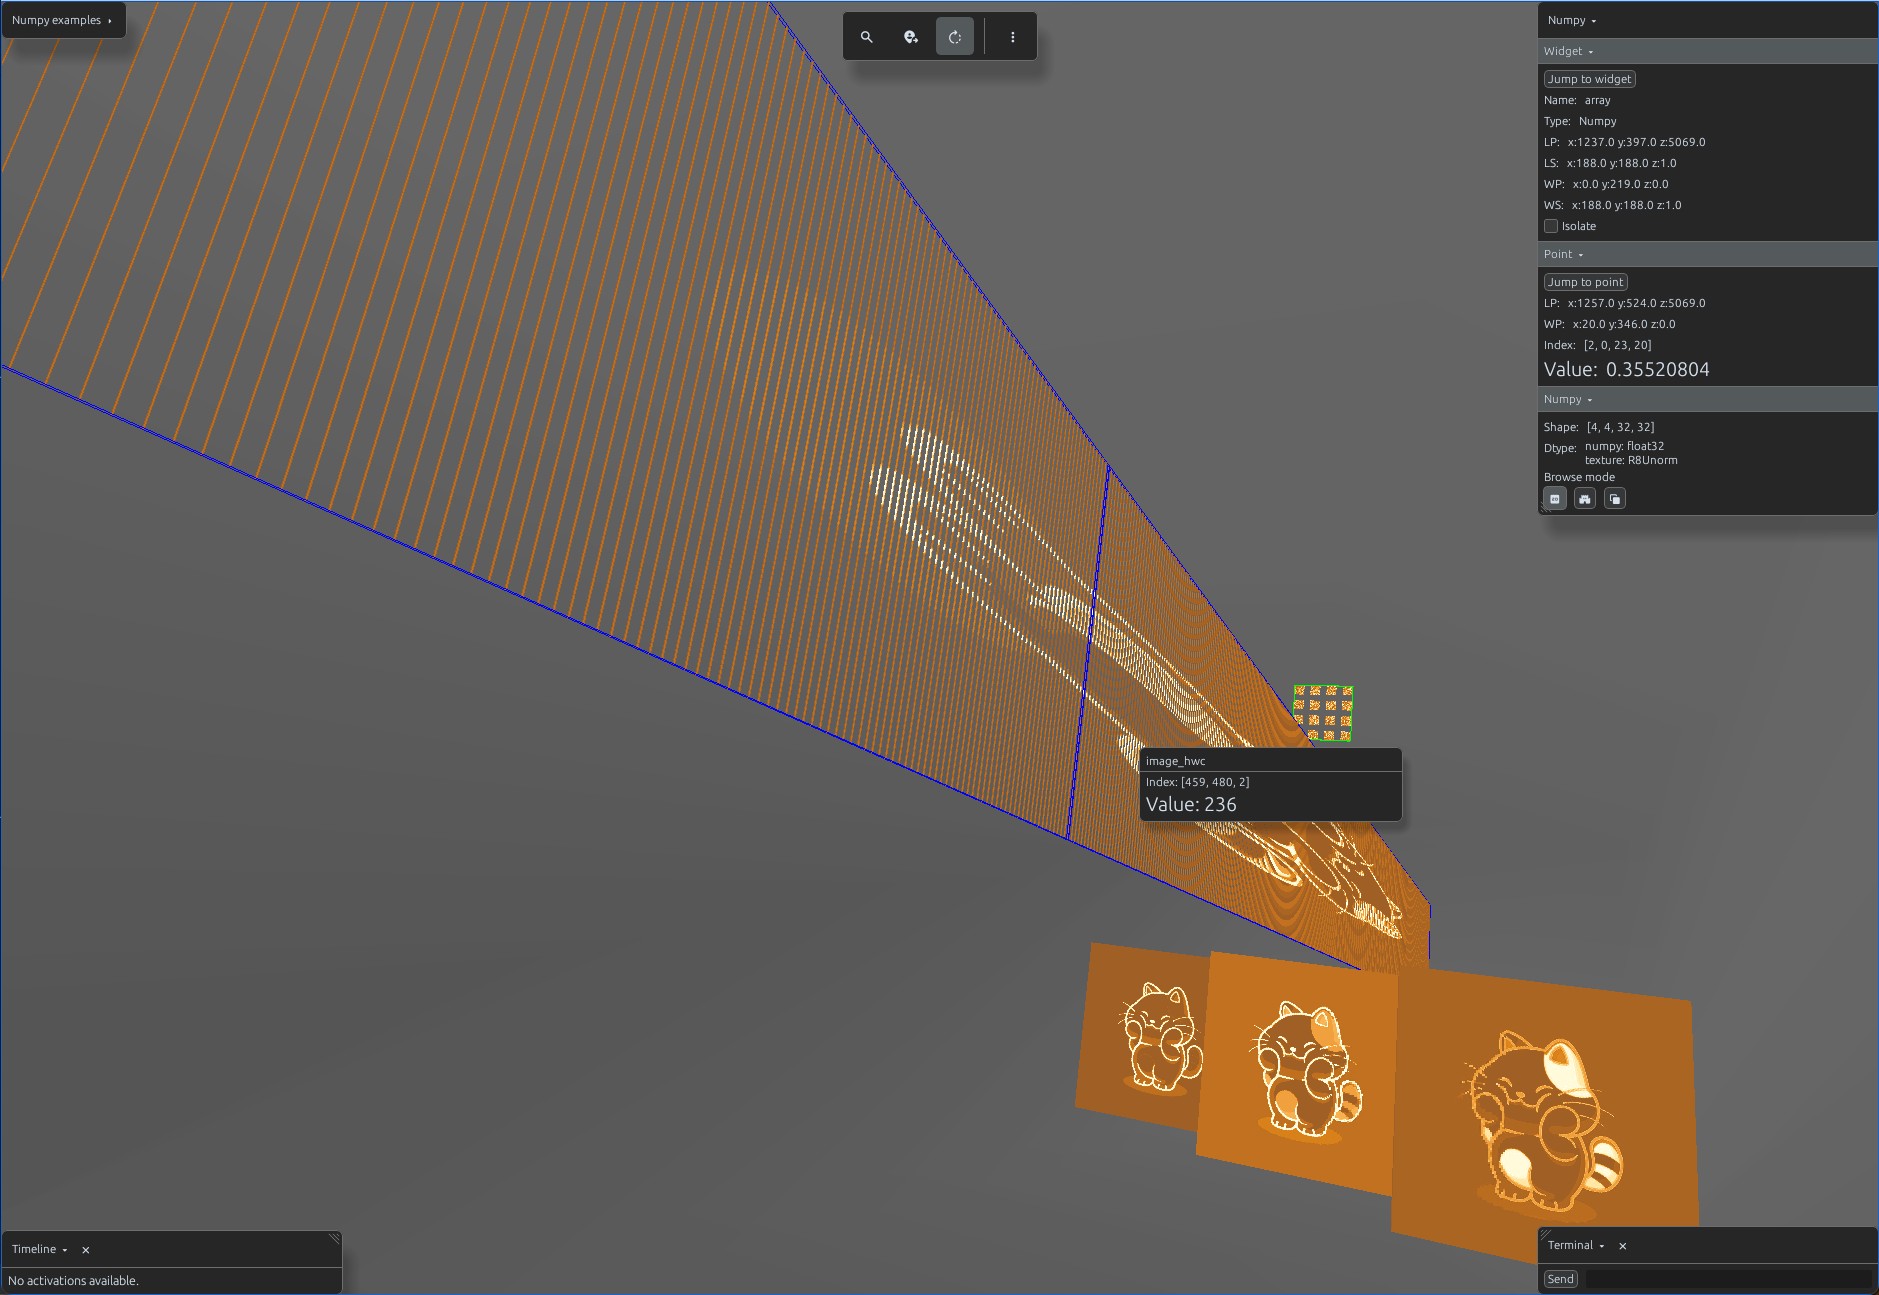 Numpy examples
Numpy
Widget
Jump to widget
Name: array
Type: Numpy
LP: x:1237.0 y:397.0 z:5069.0
LS: x:188.0 y:188.0 z:1.0
WP: x:0.0 y:219.0 z:0.0
WS: x:188.0 y:188.0 z:1.0
Isolate
Point
Jump to point
LP: x:1257.0 y:524.0 z:5069.0
WP: x:20.0 y:346.0 z:0.0
Index: [2, 0, 23, 20]
Value: 0.35520804
Numpy
Shape: [4, 4, 32, 32]
Dtype: numpy: float32
texture: R8Unorm
Browse mode
image_hwc
Index: [459, 480, 2]
Value: 236
Timeline
No activations available.
Terminal
Send